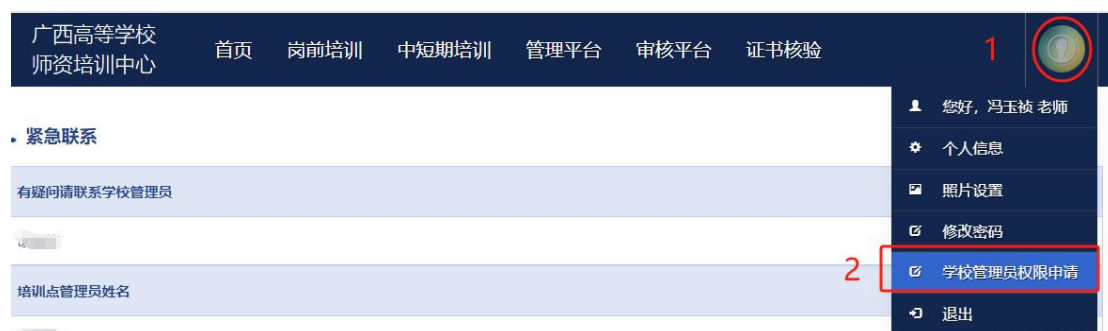 广西高等学校
师资培训中心
首页 岗前培训 中短期培训 管理平台 审核平台 证书核验
1
您好，冯玉祯 老师
紧急联系
个人信息
有疑问请联系学校管理员
照片设置
修改密码
2
学校管理员权限申请
培训点管理员姓名
退出